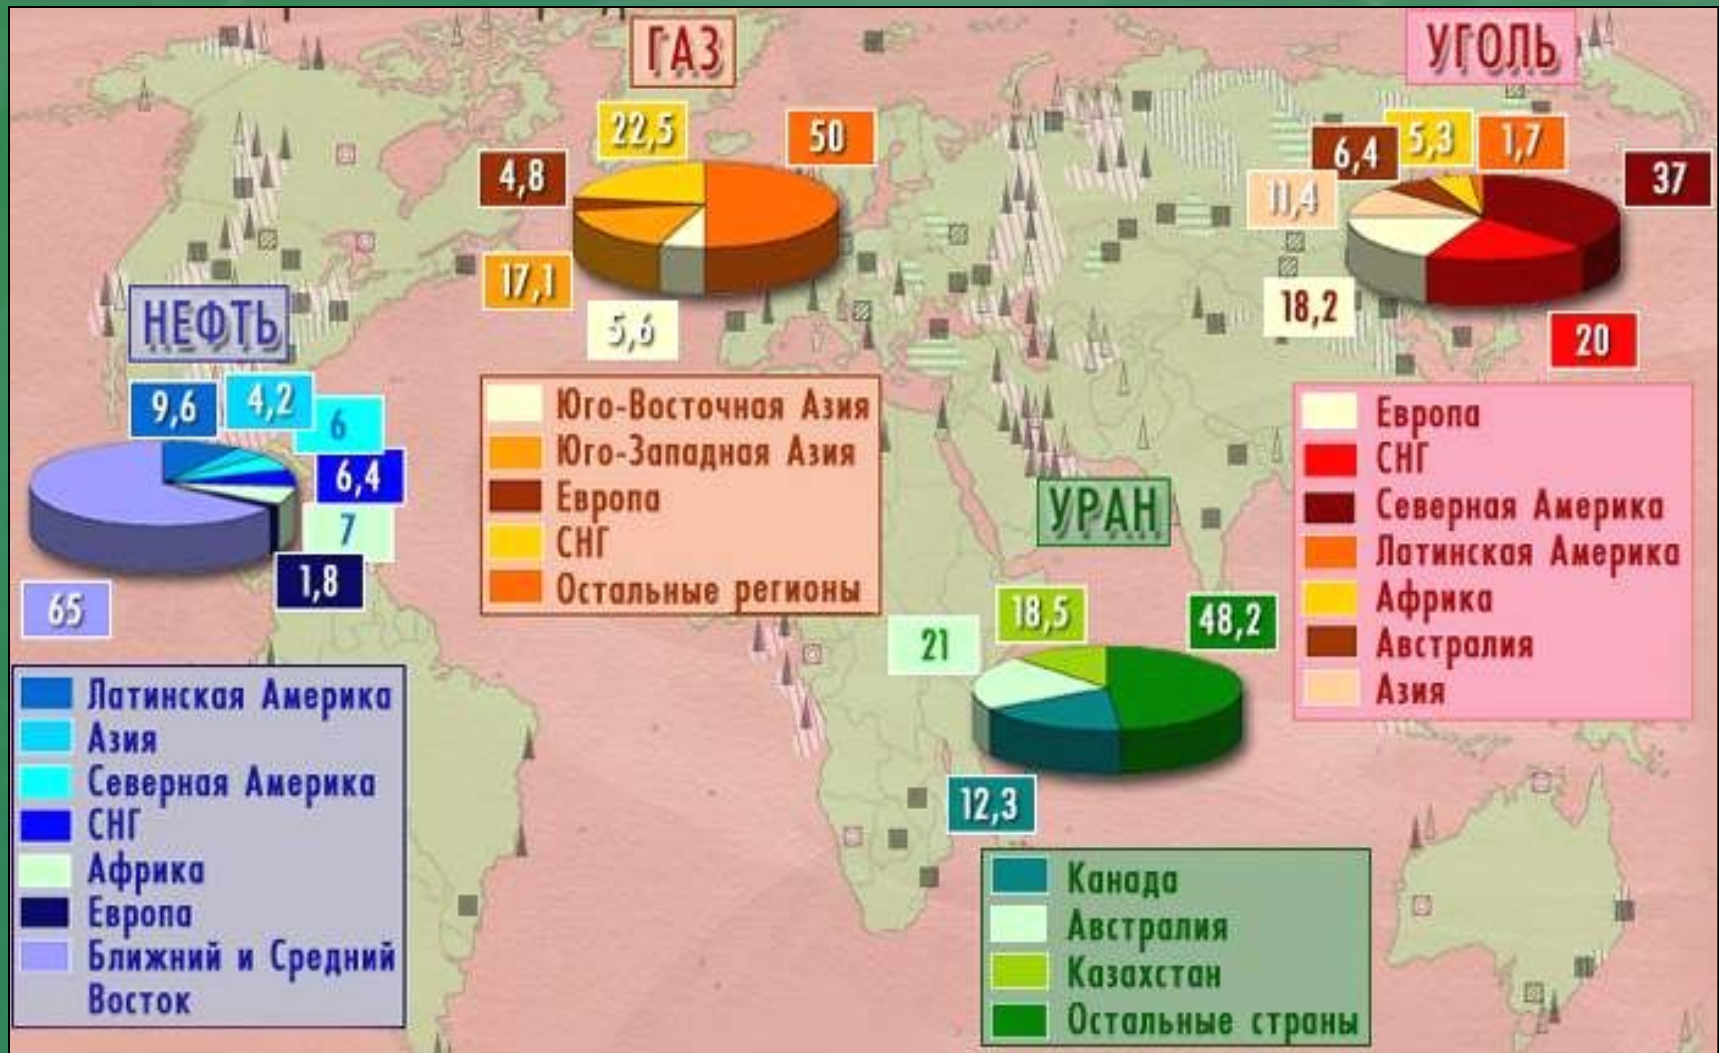 ГАЗ
22,5
50
4,8
17,1
5,6
Юго-Восточная Азия
Юго-Западная Азия
Европа
СНГ
Остальные регионы
УГОЛЬ
6,4
5,3
1,7
37
11,4
18,2
20
Европа
СНГ
Северная Америка
Латинская Америка
Африка
Австралия
Азия
НЕФТЬ
9,6
4,2
6
6,4
7
1,8
65
Латинская Америка
Азия
Северная Америка
СНГ
Африка
Европа
Ближний и Средний
Восток
УРАН
18,5
48,2
21
12,3
Канада
Австралия
Казахстан
Остальные страны